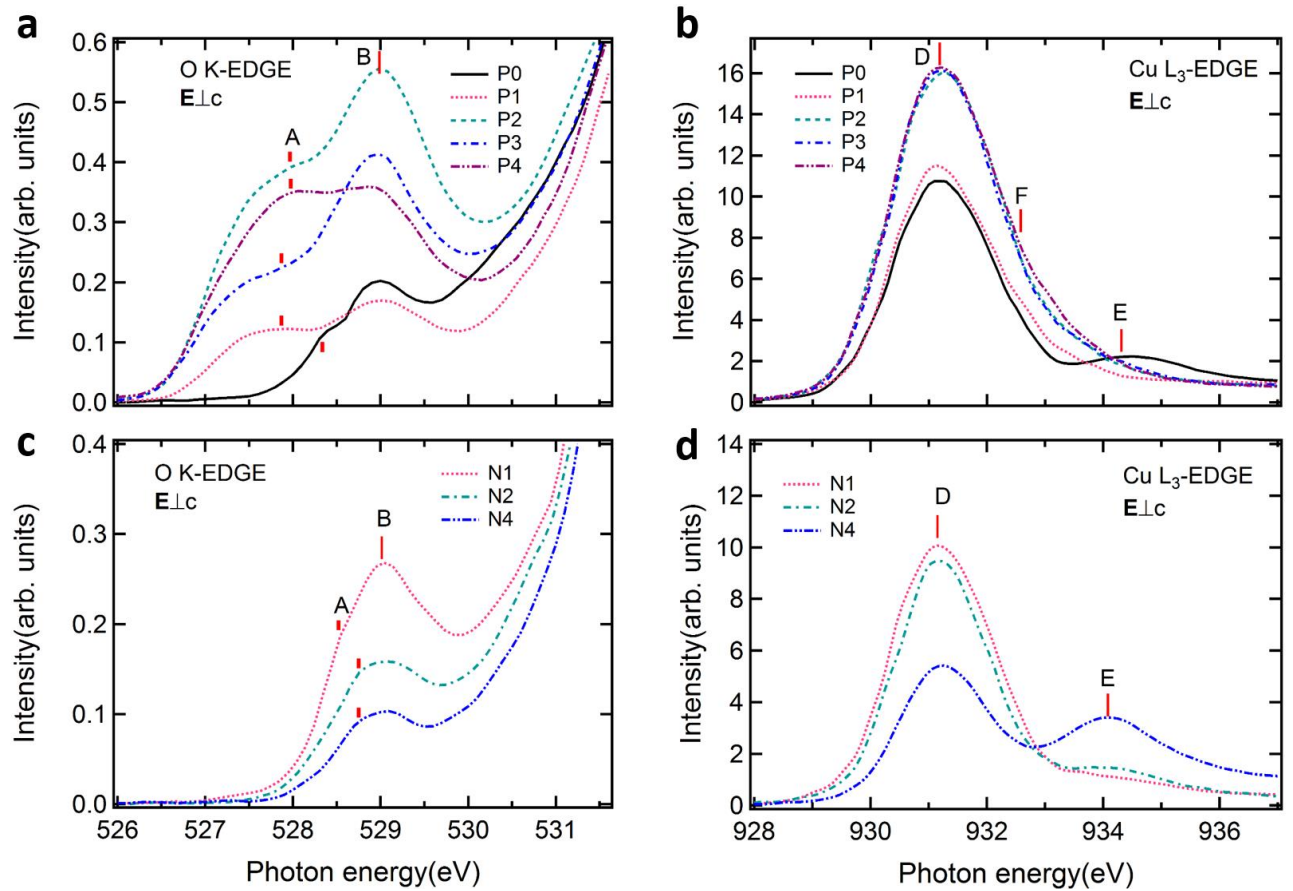 a
O K-EDGE
E⊥c
A
B
P0
P1
P2
P3
P4
0.6
0.5
0.4
0.3
0.2
0.1
0.0
Intensity(arb. units)
b
P0
P1
P2
P3
P4
D
F
E
Cu L3-EDGE
E⊥c
16
14
12
10
8
6
4
2
0
Intensity(arb. units)
c
O K-EDGE
E⊥c
A
B
N1
N2
N4
0.4
0.3
0.2
0.1
0.0
Intensity(arb. units)
526 527 528 529 530 531
Photon energy(eV)
d
N1
N2
N4
D
E
Cu L3-EDGE
E⊥c
14
12
10
8
6
4
2
0
Intensity(arb. units)
928 930 932 934 936
Photon energy(eV)